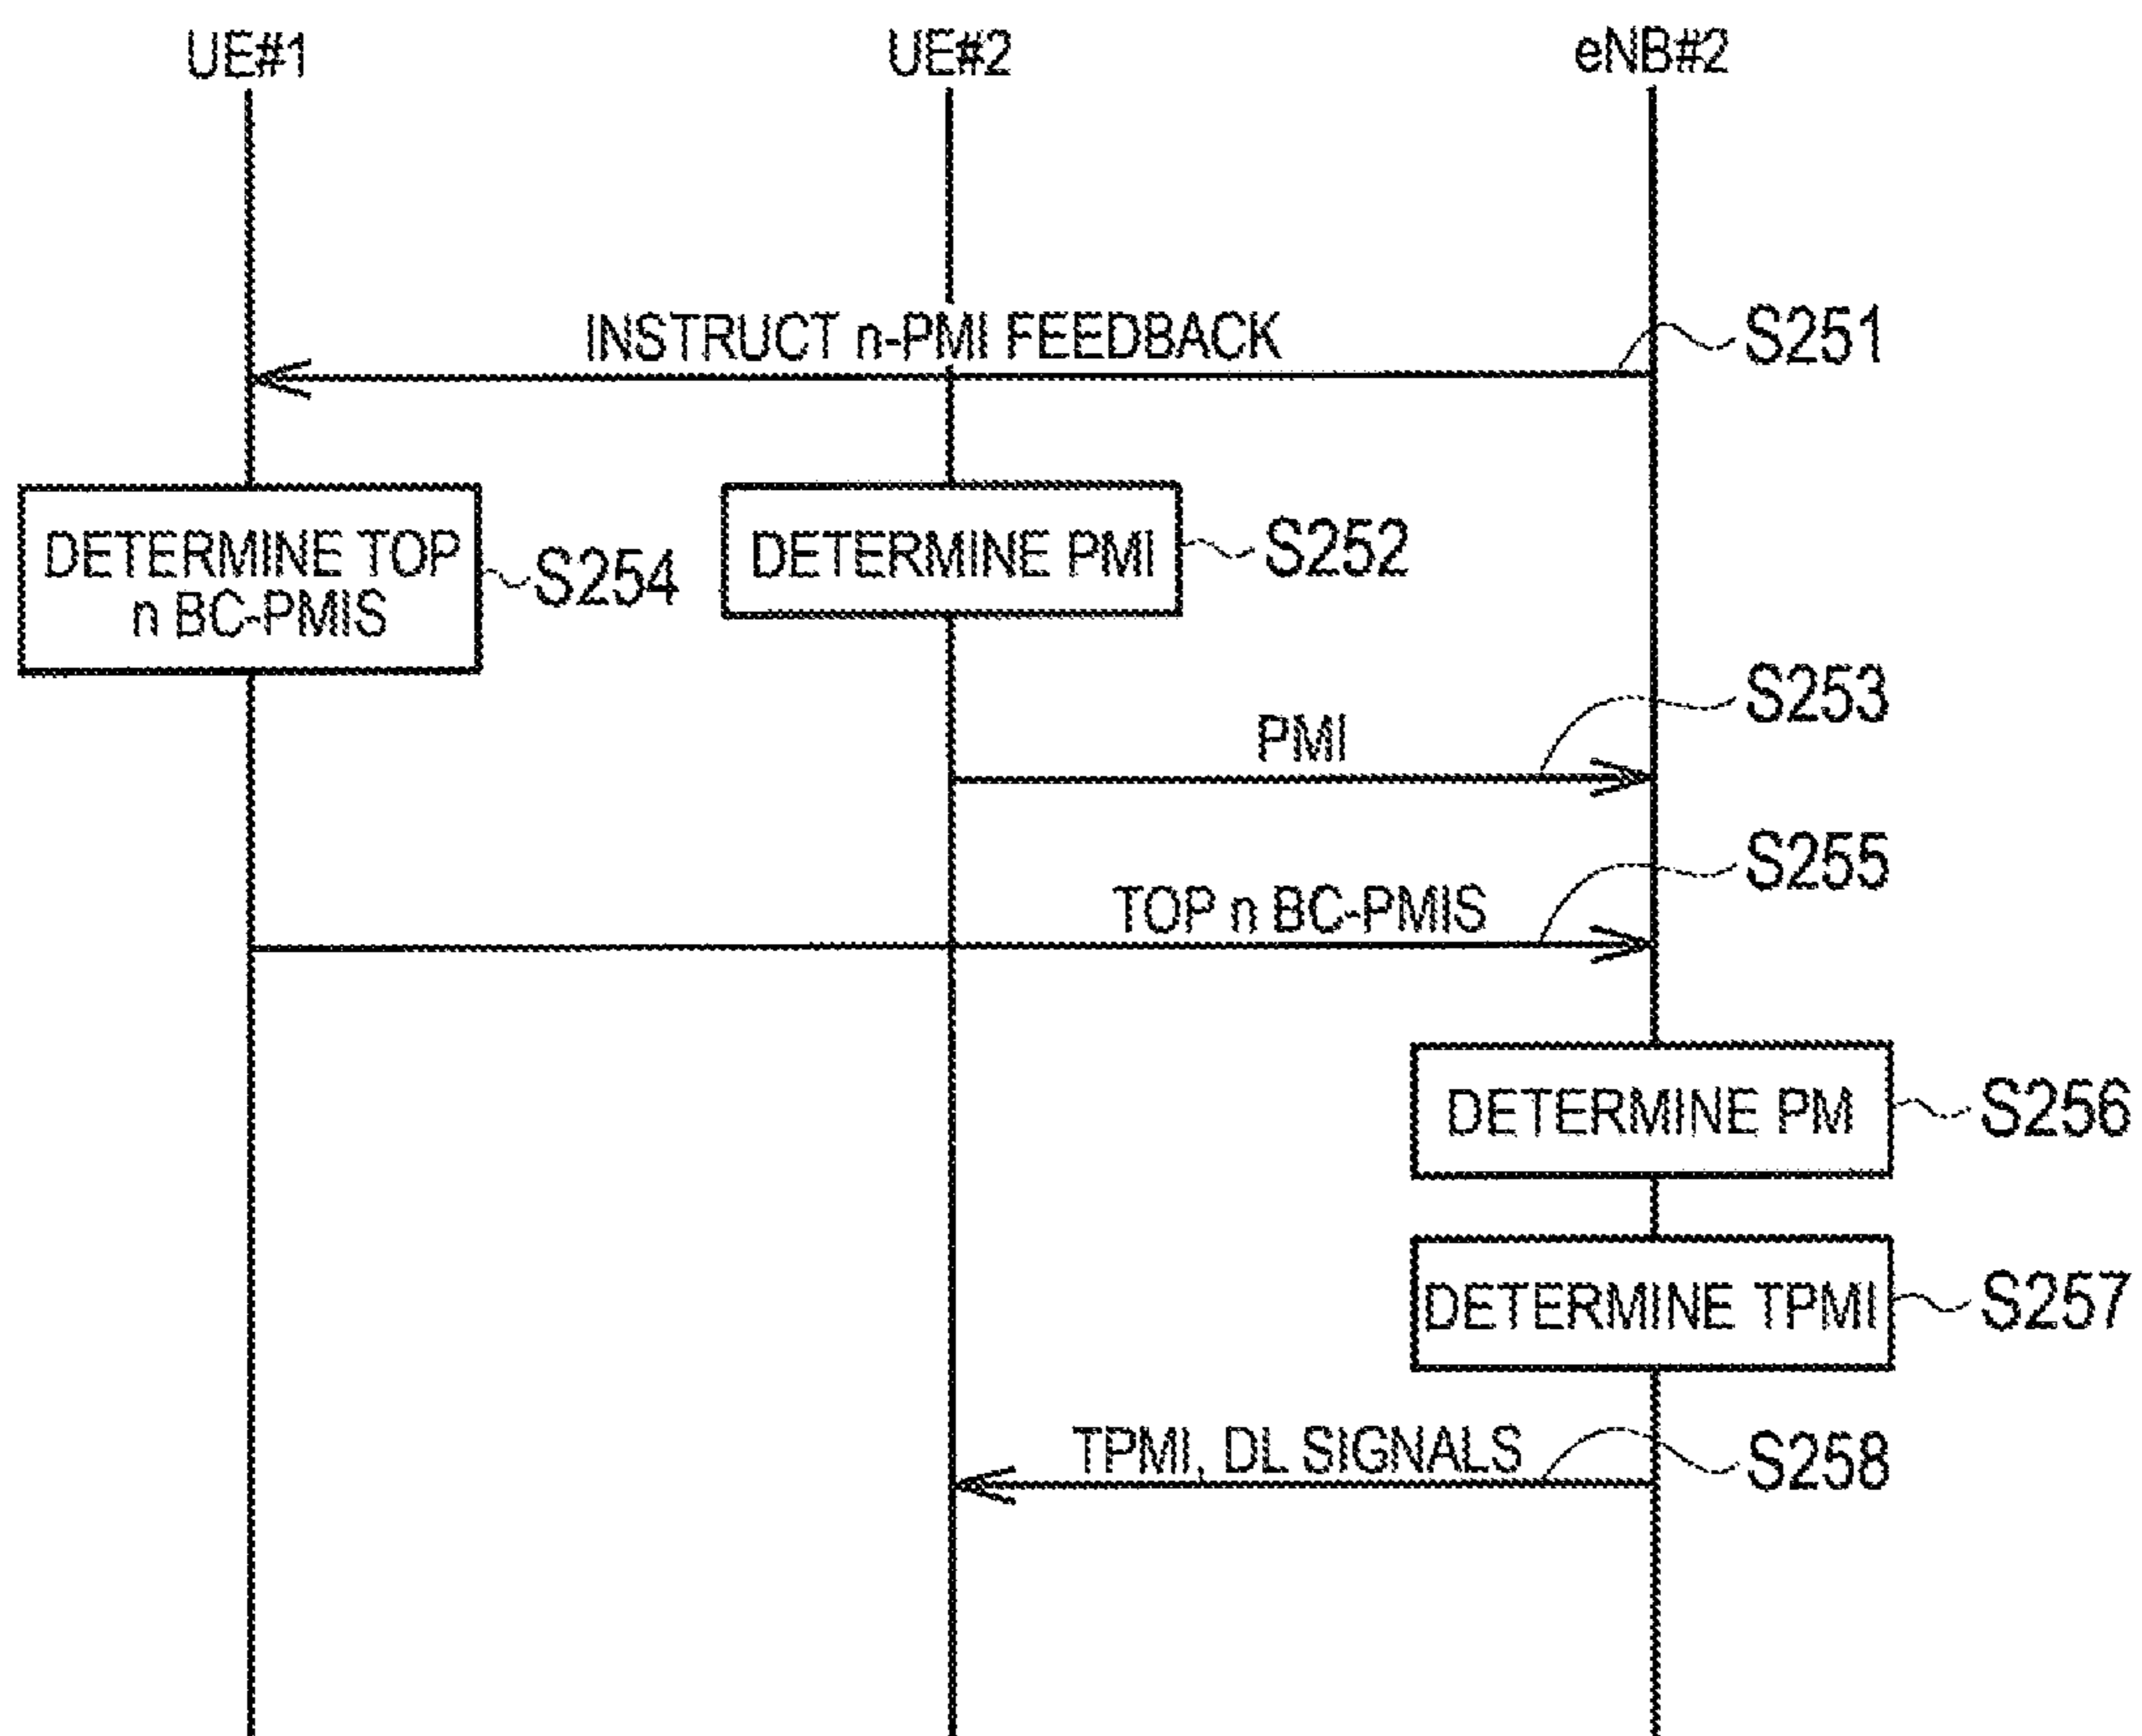 UE#1
UE#2
eNB#2
INSTRUCT n-PMI FEEDBACK
S251
DETERMINE TOP
n BC-PMIS
S254
DETERMINE PMI
S252
PMI
S253
TOP n BC-PMIS
S255
DETERMINE PM
S256
DETERMINE TPMI
S257
TPMI, DL SIGNALS
S258